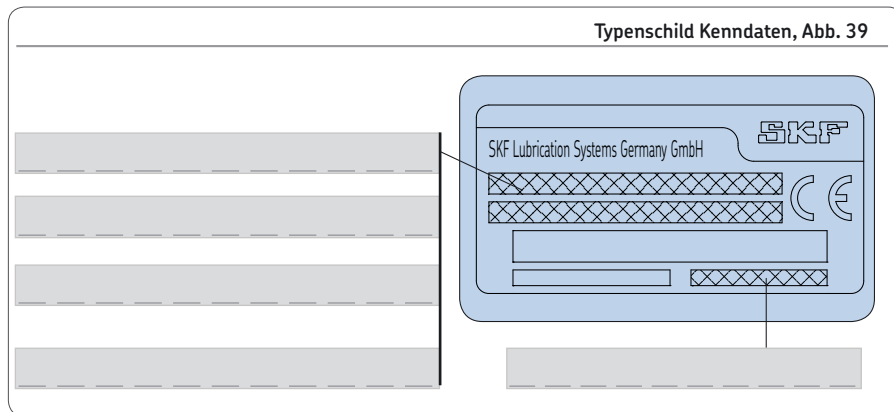 Typenschild Kenndaten, Abb. 39
SKF
SKF Lubrication Systems Germany GmbH
CE